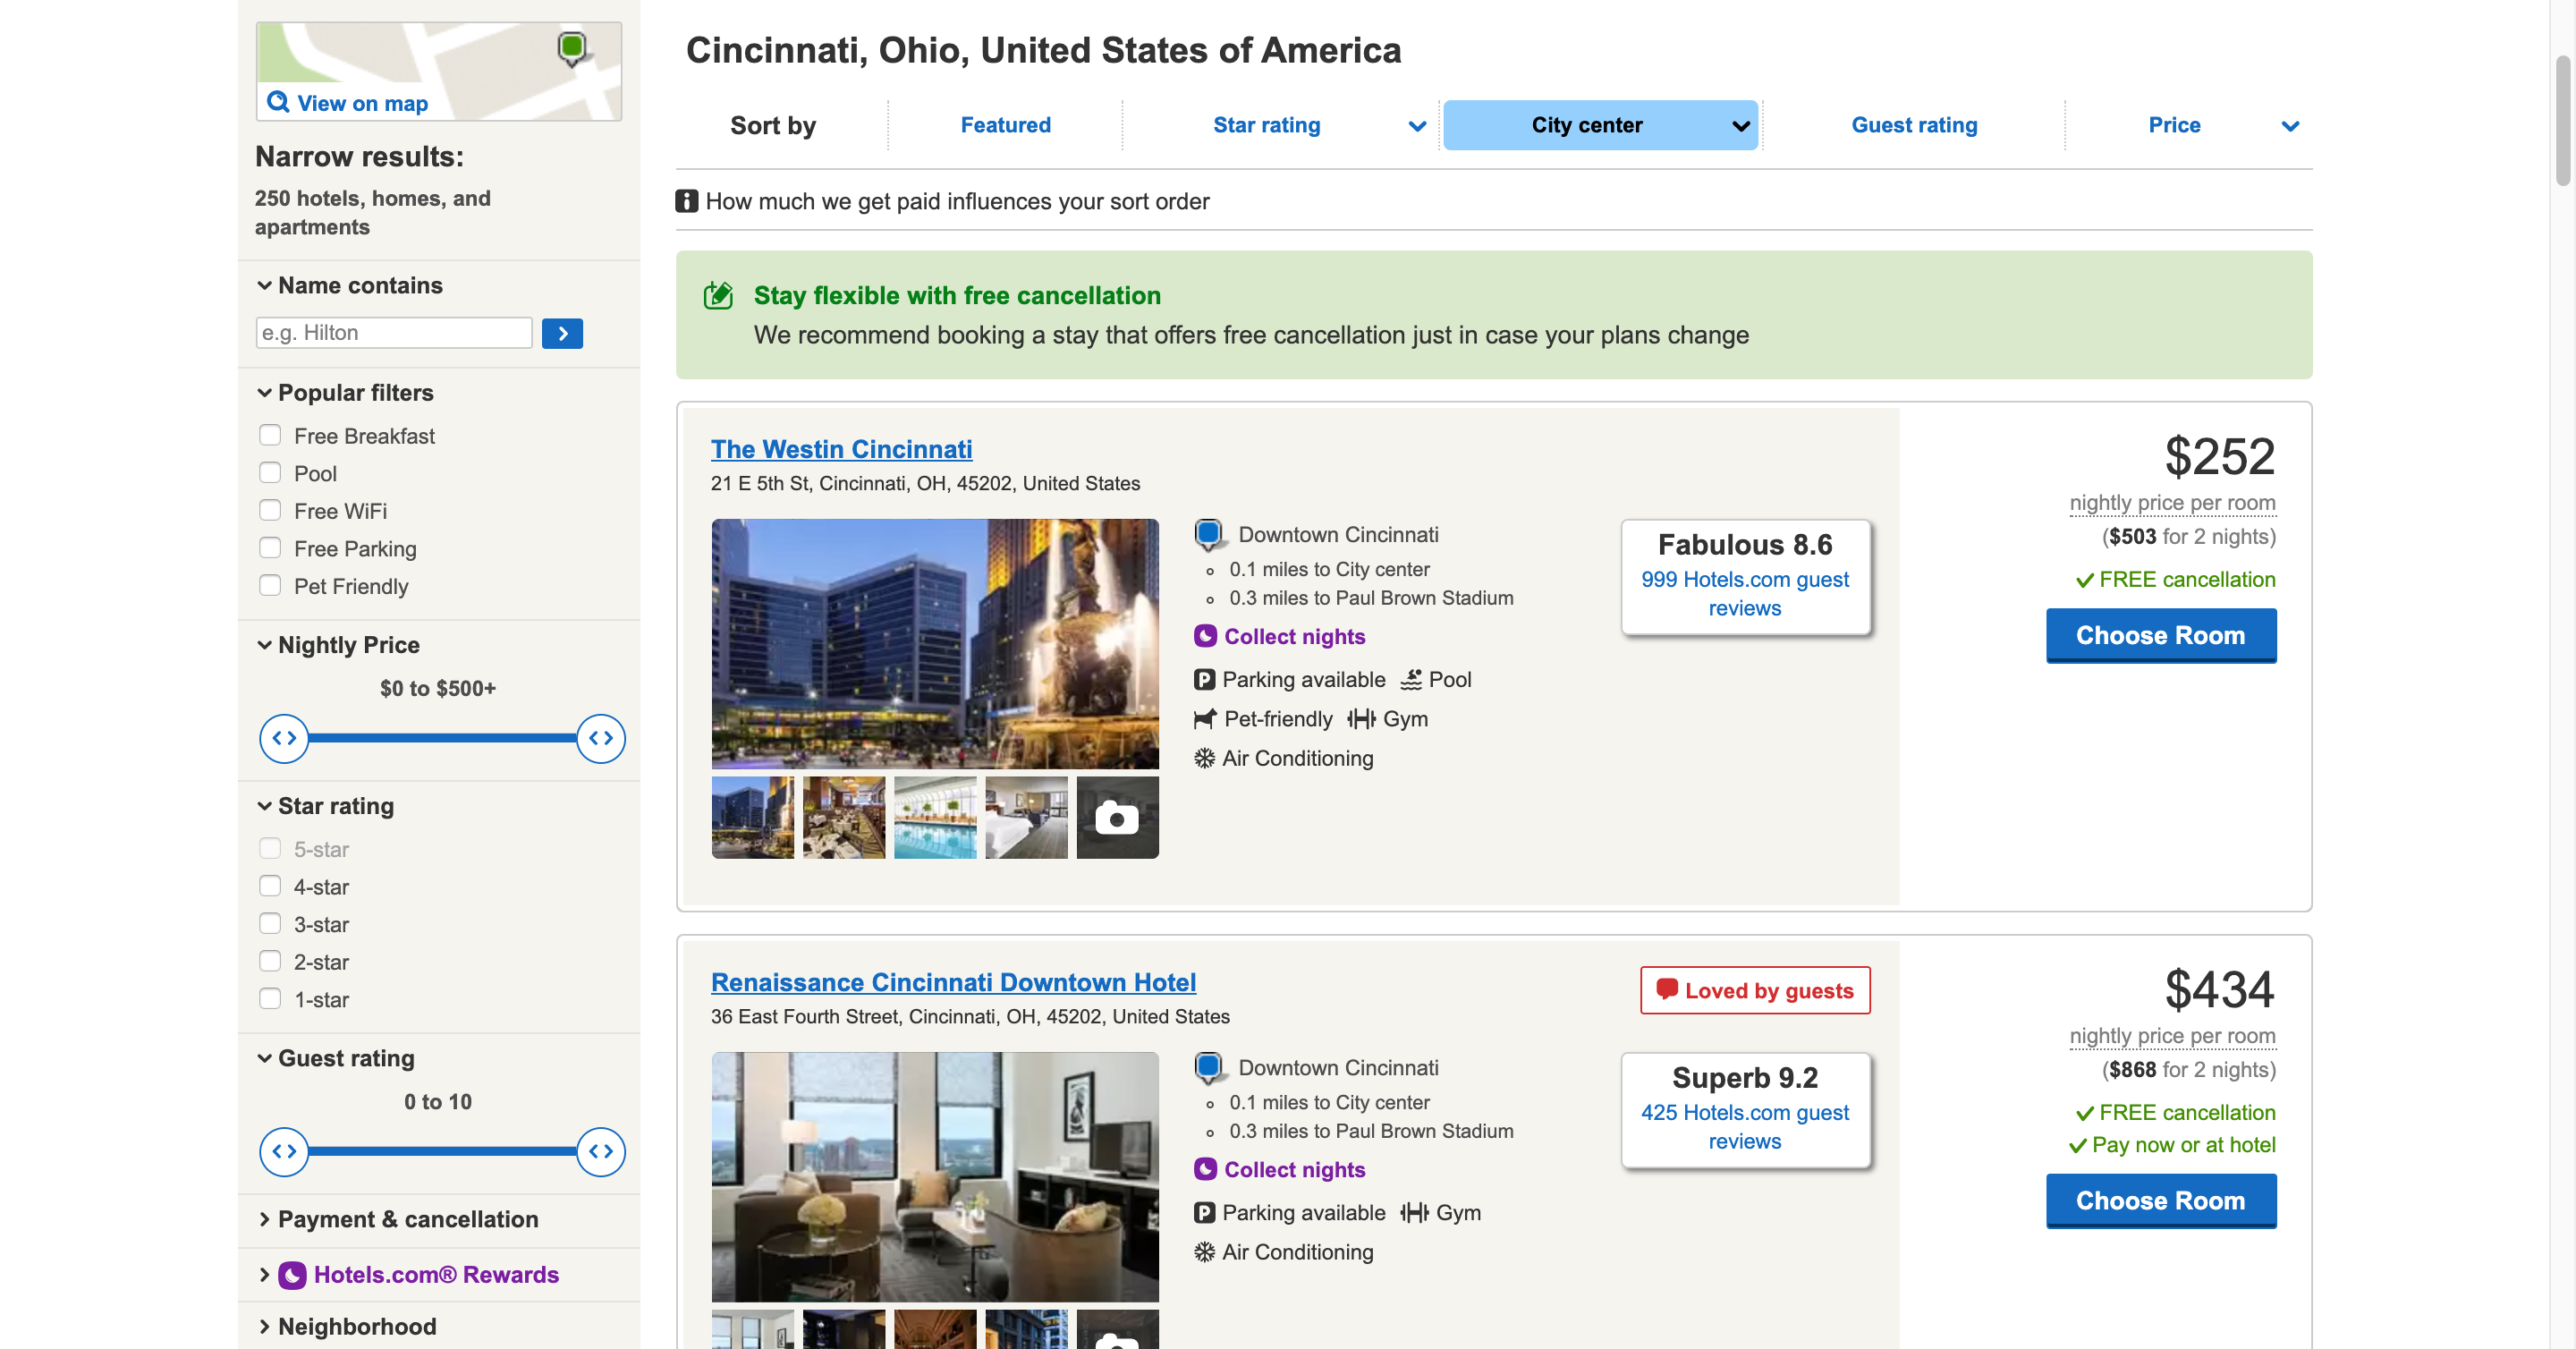 View on map
Narrow results:
250 hotels, homes, and
apartments
Name contains
e.g. Hilton
Popular filters
Free Breakfast
Pool
Free WiFi
Free Parking
Pet Friendly
Nightly Price
$0 to $500+
Star rating
5-star
4-star
3-star
2-star
1-star
Guest rating
0 to 10
Payment & cancellation
Hotels.com® Rewards
Neighborhood
Cincinnati, Ohio, United States of America
Sort by Featured Star rating City center Guest rating Price
How much we get paid influences your sort order
Stay flexible with free cancellation
We recommend booking a stay that offers free cancellation just in case your plans change
The Westin Cincinnati
21 E 5th St, Cincinnati, OH, 45202, United States
Downtown Cincinnati
0.1 miles to City center
0.3 miles to Paul Brown Stadium
Collect nights
Parking available Pool
Pet-friendly Gym
Air Conditioning
Fabulous 8.6
999 Hotels.com guest
reviews
$252
nightly price per room
($503 for 2 nights)
FREE cancellation
Choose Room
Renaissance Cincinnati Downtown Hotel
36 East Fourth Street, Cincinnati, OH, 45202, United States
Downtown Cincinnati
0.1 miles to City center
0.3 miles to Paul Brown Stadium
Collect nights
Parking available Gym
Air Conditioning
Loved by guests
Superb 9.2
425 Hotels.com guest
reviews
$434
nightly price per room
($868 for 2 nights)
FREE cancellation
Pay now or at hotel
Choose Room